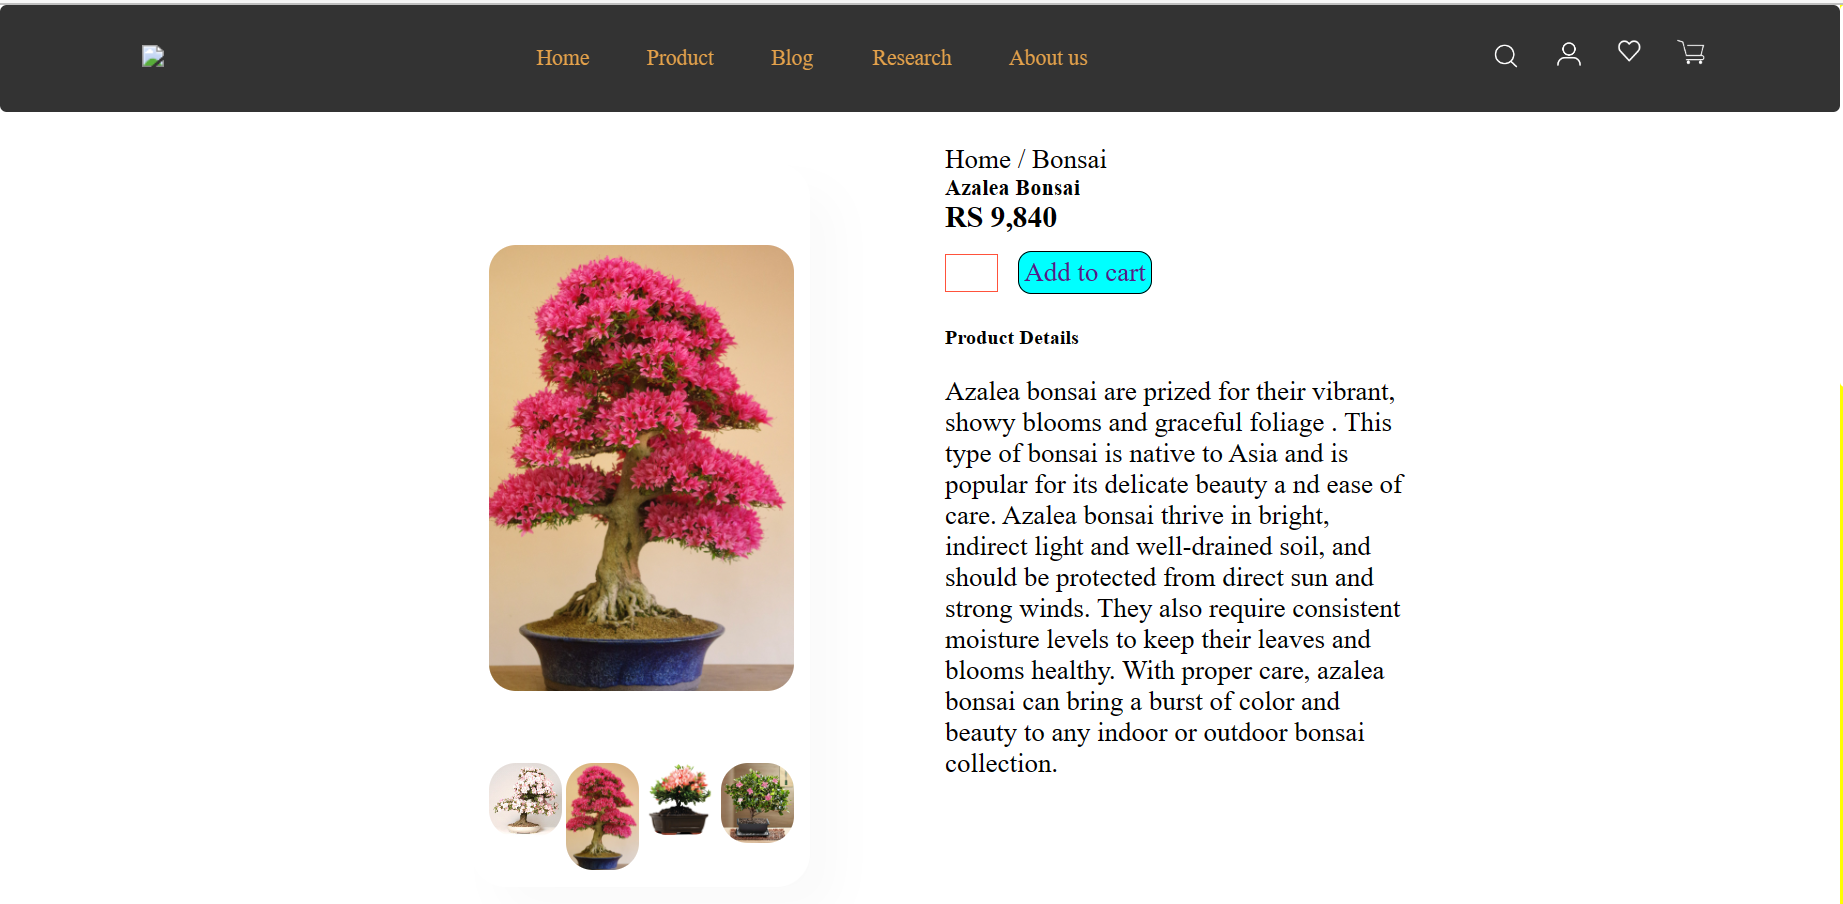 Home Product Blog Research About us
Home / Bonsai
Azalea Bonsai
RS 9,840
Add to cart
Product Details
Azalea bonsai are prized for their vibrant,
showy blooms and graceful foliage . This
type of bonsai is native to Asia and is
popular for its delicate beauty a nd ease of
care. Azalea bonsai thrive in bright,
indirect light and well-drained soil, and
should be protected from direct sun and
strong winds. They also require consistent
moisture levels to keep their leaves and
blooms healthy. With proper care, azalea
bonsai can bring a burst of color and
beauty to any indoor or outdoor bonsai
collection.